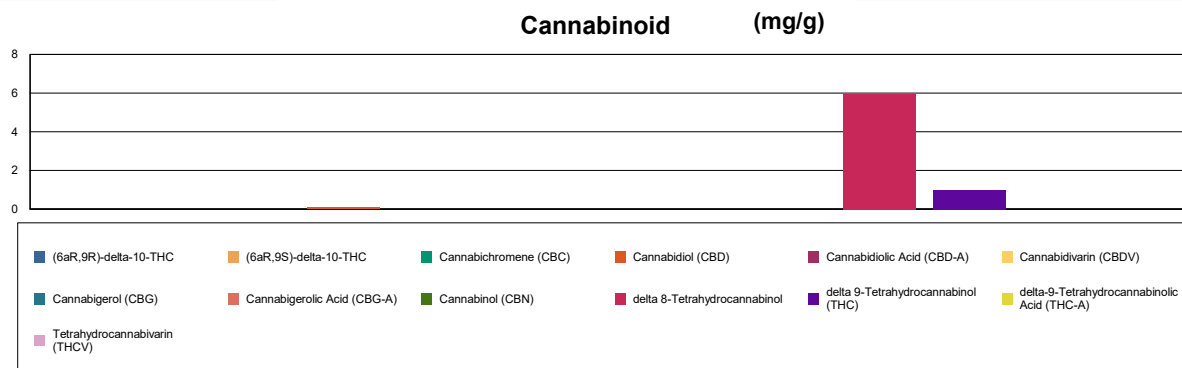 Cannabinoid (mg/g)
8
6
4
2
0
(6aR,9R)-delta-10-THC
(6aR,9S)-delta-10-THC
Cannabichromene (CBC)
Cannabidiol (CBD)
Cannabidiolic Acid (CBD-A)
Cannabidivarin (CBDV)
Cannabigerol (CBG)
Cannabigerolic Acid (CBG-A)
Cannabinol (CBN)
delta 8-Tetrahydrocannabinol
delta 9-Tetrahydrocannabinol
(THC)
delta-9-Tetrahydrocannabinolic
Acid (THC-A)
Tetrahydrocannabivarin
(THCV)